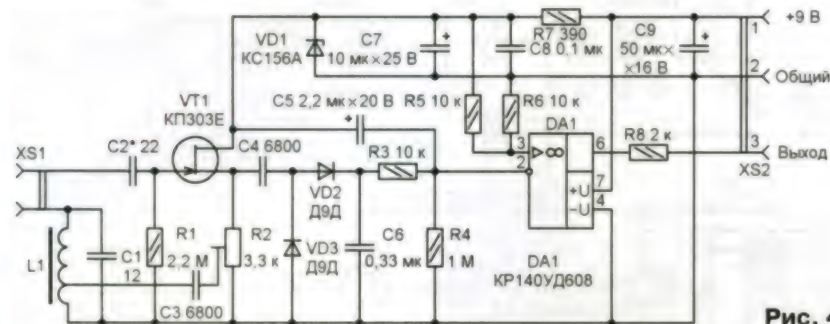 +9 В
1
R7 390
C9
50 мк×
×16 В
VD1
КС156А
C7
10 мк×25 В
C8 0,1 мк
2
Общий
VT1
КП303Е
C5 2,2 мк×20 В
R5 10 к
R6 10 к
DA1
XS1
C2* 22
C4 6800
R3 10 к
3
2
▷∞
6
R8 2 к
3
Выход
XS2
+U
7
–U
4
VD2
Д9Д
R1
2,2 М
R2
3,3 к
VD3
Д9Д
C6
0,33 мк
R4
1 М
DA1
КР140УД608
L1
C1
12
C3 6800
Рис. 4